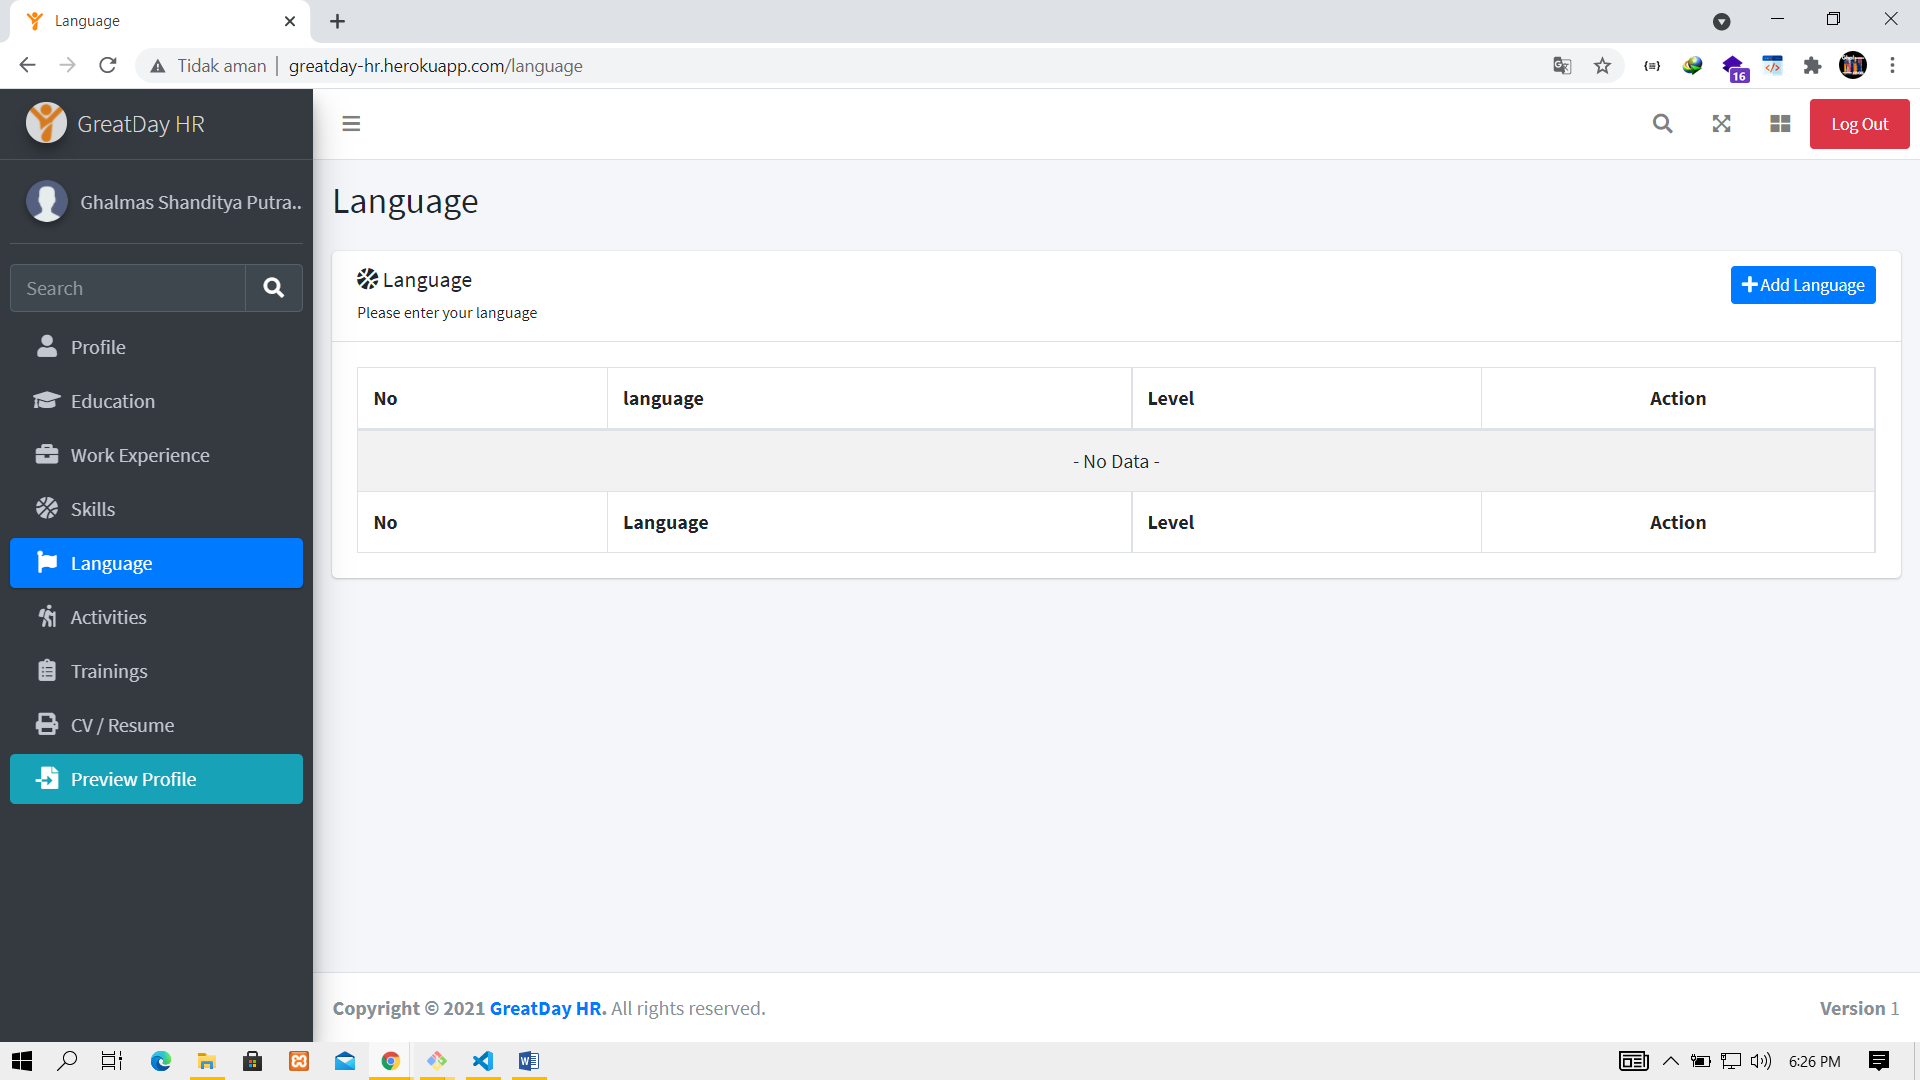 Language
Tidak aman
greatday-hr.herokuapp.com/language
16
GreatDay HR
Log Out
Ghalmas Shanditya Putra..
Search
Profile
Education
Work Experience
Skills
Language
Activities
Trainings
CV / Resume
Preview Profile
Language
Language
Please enter your language
Add Language
No language Level Action
- No Data -
No Language Level Action
Copyright © 2021 GreatDay HR. All rights reserved.
Version 1
6:26 PM